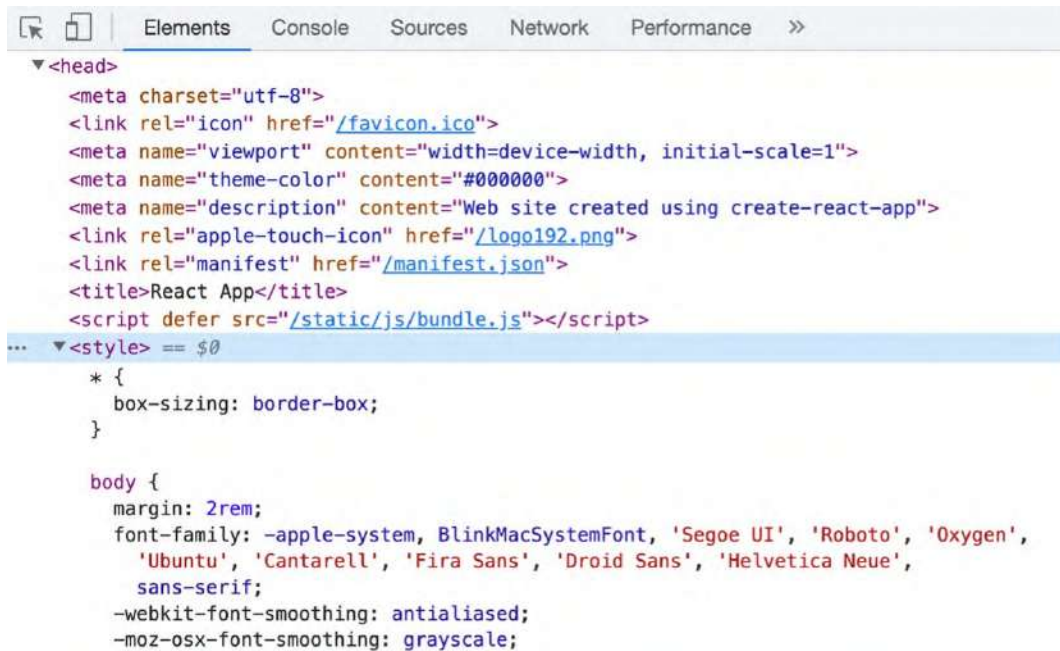 Elements Console Sources Network Performance »
▼<head>
<meta charset="utf-8">
<link rel="icon" href="/favicon.ico">
<meta name="viewport" content="width=device-width, initial-scale=1">
<meta name="theme-color" content="#000000">
<meta name="description" content="Web site created using create-react-app">
<link rel="apple-touch-icon" href="/logo192.png">
<link rel="manifest" href="/manifest.json">
<title>React App</title>
<script defer src="/static/js/bundle.js"></script>
… ▼<style> == $0
* {
box-sizing: border-box;
}
body {
margin: 2rem;
font-family: -apple-system, BlinkMacSystemFont, 'Segoe UI', 'Roboto', 'Oxygen',
'Ubuntu', 'Cantarell', 'Fira Sans', 'Droid Sans', 'Helvetica Neue',
sans-serif;
-webkit-font-smoothing: antialiased;
-moz-osx-font-smoothing: grayscale;